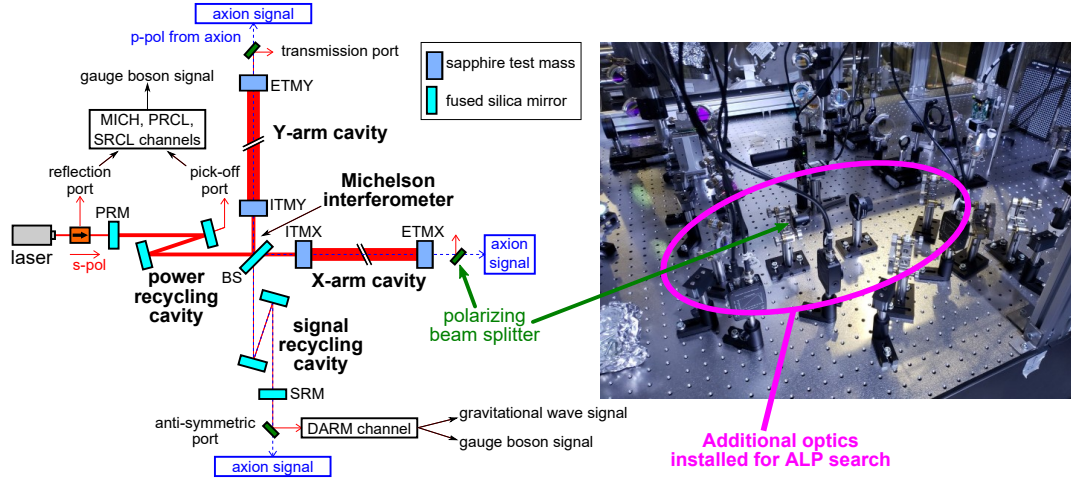 axion signal
p-pol from axion
transmission port
gauge boson signal
ETMY
sapphire test mass
fused silica mirror
MICH, PRCL,
SRCL channels
Y-arm cavity
reflection
port
pick-off
port
ITMY
Michelson
interferometer
PRM
ITMX
ETMX
laser
s-pol
BS
axion
signal
power
recycling
cavity
X-arm cavity
polarizing
beam splitter
signal
recycling
cavity
SRM
anti-symmetric
port
DARM channel
gravitational wave signal
gauge boson signal
axion signal
Additional optics
installed for ALP search